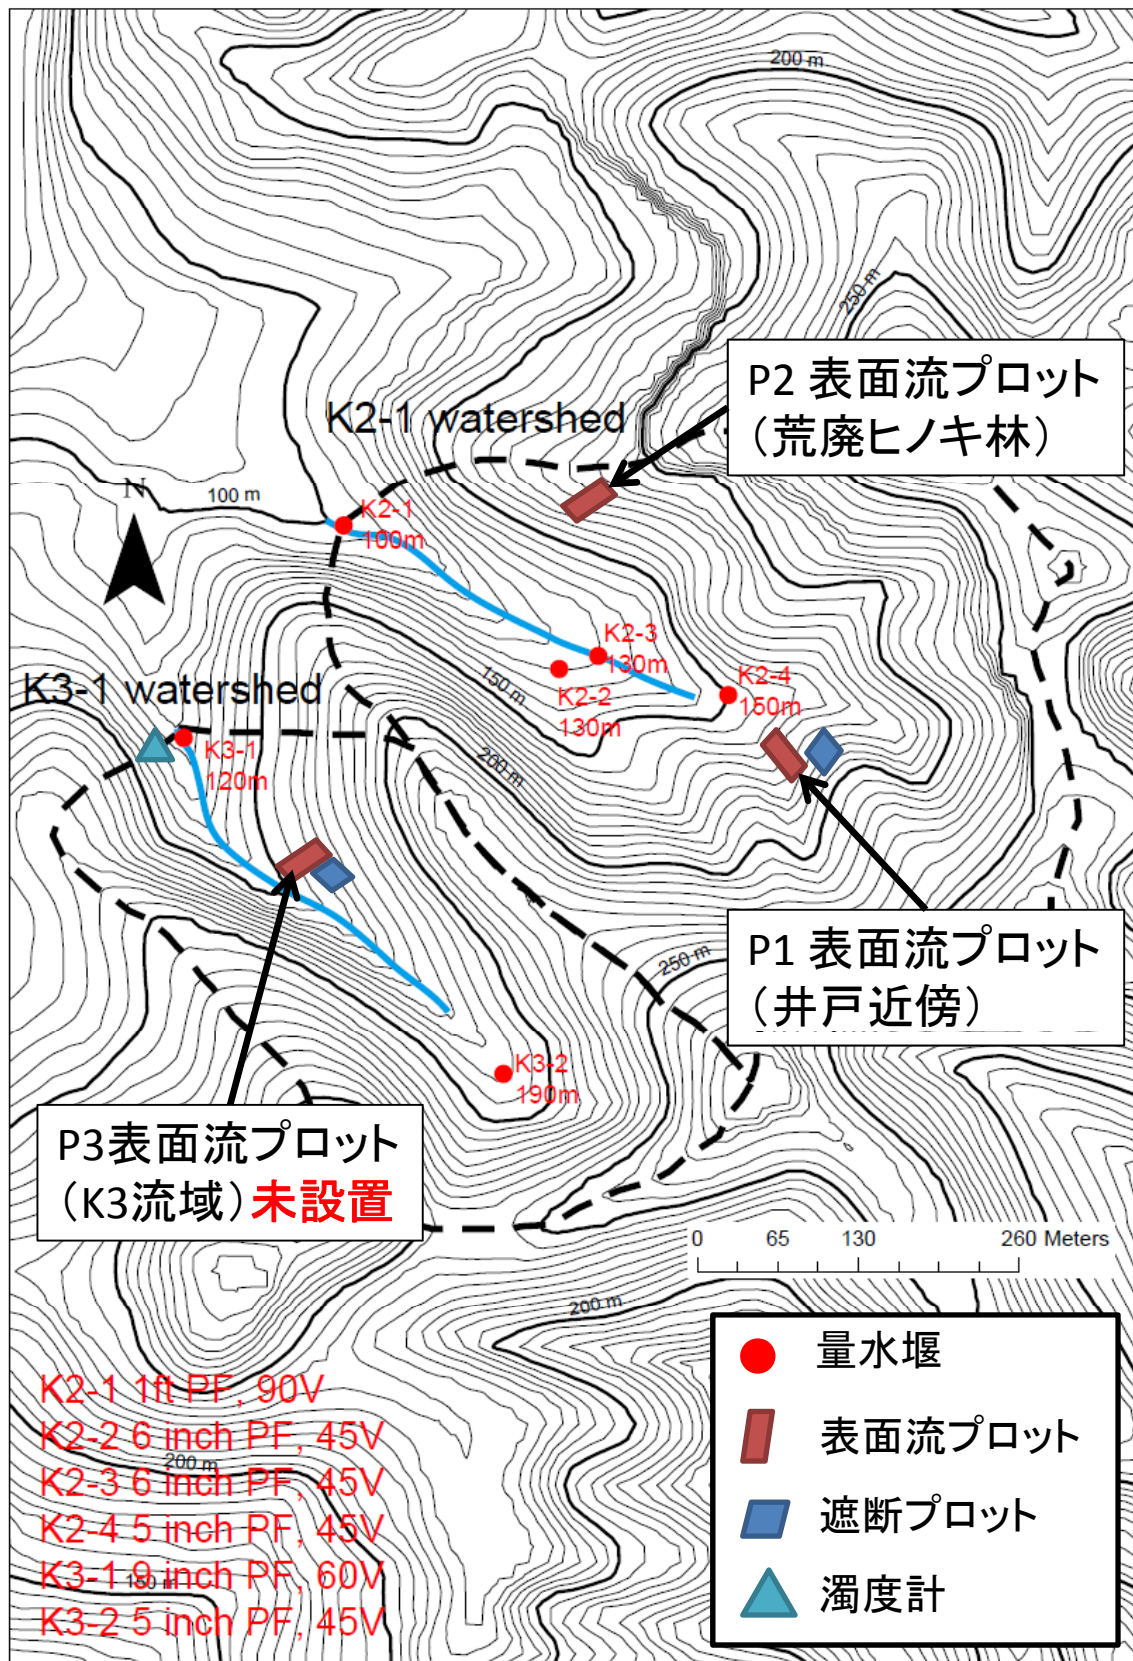 200 m
250 m
P2 表面流プロット
（荒廃ヒノキ林）
K2-1 watershed
N
100 m
K2-1
100m
K2-3
130m
K2-4
150m
150 m
K2-2
130m
K3-1 watershed
K3-1
120m
200 m
P1 表面流プロット
（井戸近傍）
250 m
K3-2
190m
P3表面流プロット
（K3流域）未設置
0 65 130 260 Meters
200 m
量水堰
表面流プロット
遮断プロット
濁度計
K2-1 1ft PF, 90V
K2-2 6 inch PF, 45V
200 m
K2-3 6 inch PF, 45V
K2-4 5 inch PF, 45V
K3-1 9 inch PF, 60V
150 m
K3-2 5 inch PF, 45V